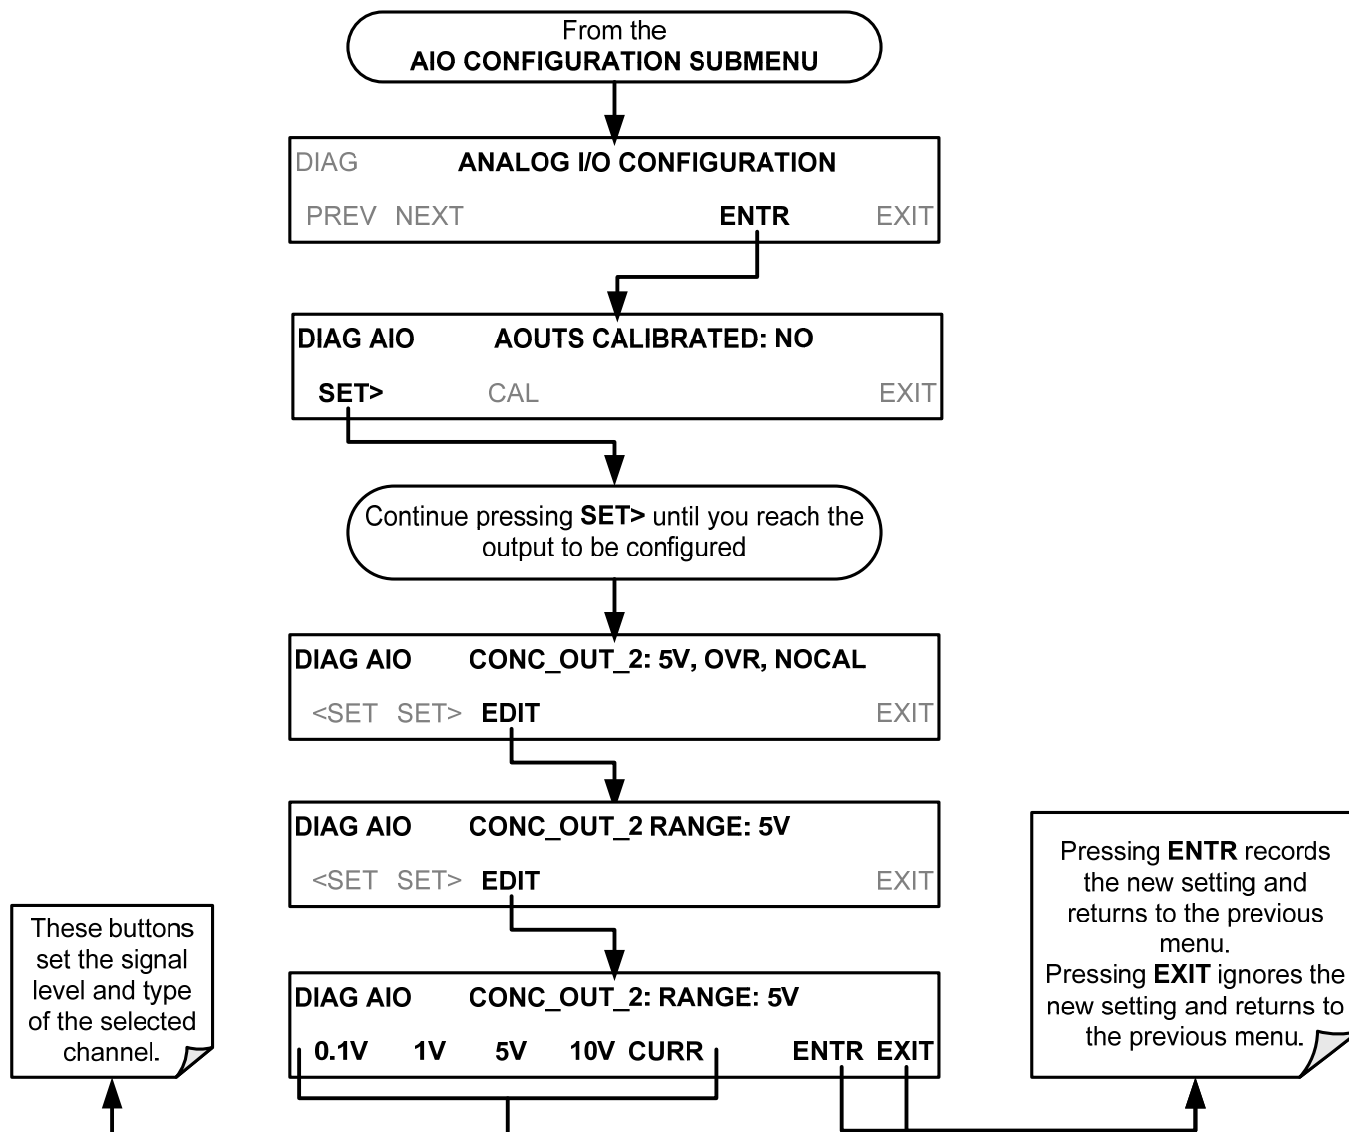 From the
AIO CONFIGURATION SUBMENU
DIAG ANALOG I/O CONFIGURATION
PREV NEXT ENTR EXIT
DIAG AIO AOUTS CALIBRATED: NO
SET> CAL EXIT
Continue pressing SET> until you reach the
output to be configured
DIAG AIO CONC_OUT_2: 5V, OVR, NOCAL
<SET SET> EDIT EXIT
DIAG AIO CONC_OUT_2 RANGE: 5V
<SET SET> EDIT EXIT
These buttons
set the signal
level and type
of the selected
channel.
DIAG AIO CONC_OUT_2: RANGE: 5V
0.1V 1V 5V 10V CURR ENTR EXIT
Pressing ENTR records
the new setting and
returns to the previous
menu.
Pressing EXIT ignores the
new setting and returns to
the previous menu.